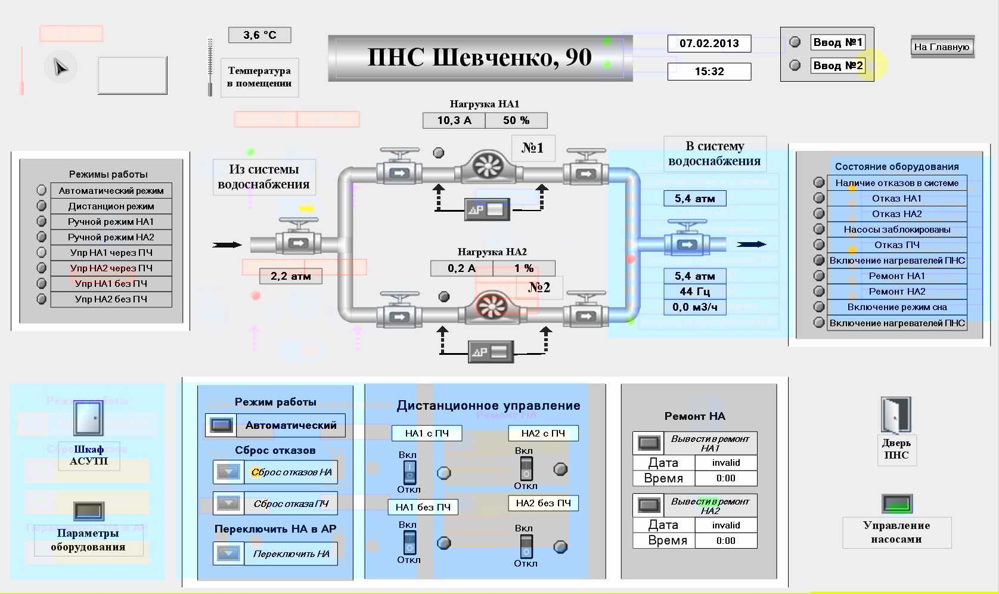 3,6 °C
Температура
в помещении
ПНС Шевченко, 90
07.02.2013
15:32
Ввод №1
Ввод №2
На Главную
Нагрузка НА1
10,3 А
50 %
№1
Из системы
водоснабжения
В систему
водоснабжения
Режимы работы
Автоматический режим
Дистанцион режим
Ручной режим НА1
Ручной режим НА2
Упр НА1 через ПЧ
Упр НА2 через ПЧ
Упр НА1 без ПЧ
Упр НА2 без ПЧ
2,2 атм
ΔP
Нагрузка НА2
0,2 А
1 %
№2
ΔP
5,4 атм
5,4 атм
44 Гц
0,0 м3/ч
Состояние оборудования
Наличие отказов в системе
Отказ НА1
Отказ НА2
Насосы заблокированы
Отказ ПЧ
Включение нагревателей ПНС
Ремонт НА1
Ремонт НА2
Включение режим сна
Включение нагревателей ПНС
Шкаф
АСУТП
Параметры
оборудования
Режим работы
Автоматический
Сброс отказов
Сброс отказов НА
Сброс отказа ПЧ
Переключить НА в АР
Переключить НА
Дистанционное управление
НА1 с ПЧ
НА2 с ПЧ
Вкл
Откл
Вкл
Откл
НА1 без ПЧ
НА2 без ПЧ
Вкл
Откл
Вкл
Откл
Ремонт НА
Вывести в ремонт
НА1
Дата
invalid
Время
0:00
Вывести в ремонт
НА2
Дата
invalid
Время
0:00
Дверь
ПНС
Управление
насосами